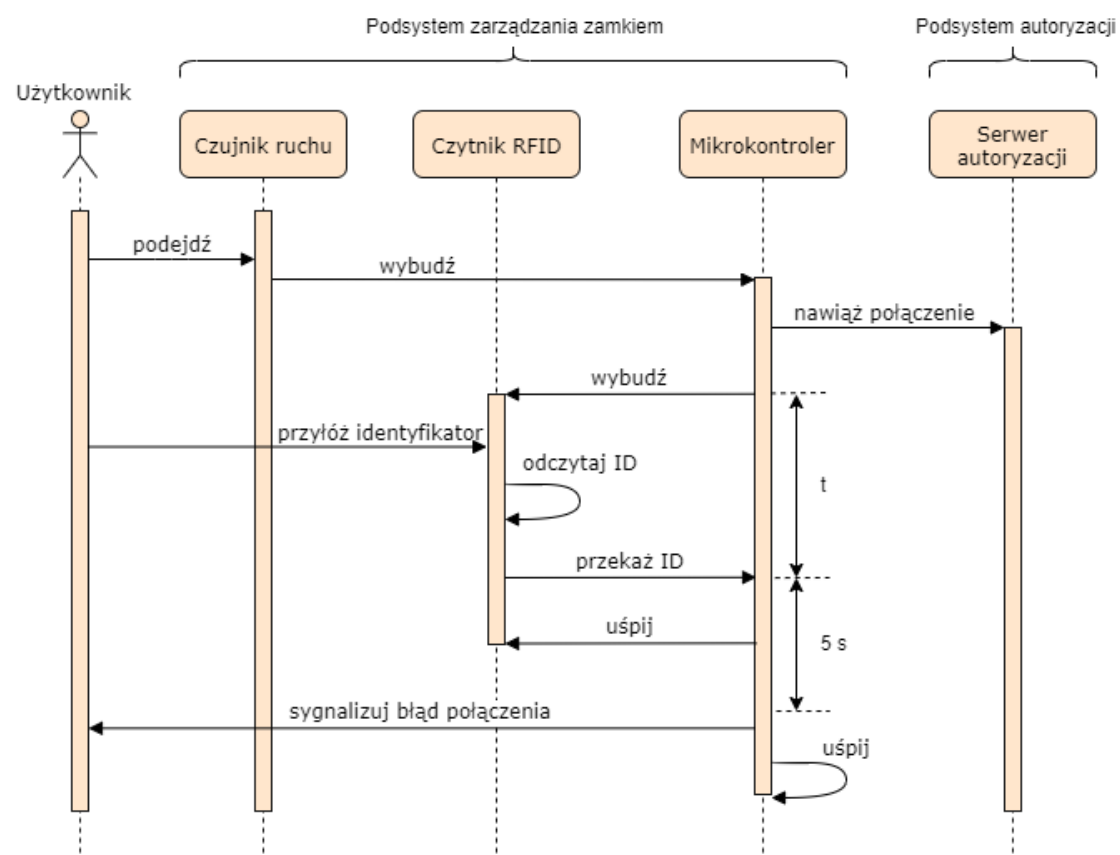 Podsystem zarządzania zamkiem
Podsystem autoryzacji
Użytkownik
Czujnik ruchu
Czytnik RFID
Mikrokontroler
Serwer
autoryzacji
podejdź
wybudź
nawiąż połączenie
wybudź
przyłóż identyfikator
odczytaj ID
t
przekaż ID
uśpij
5 s
sygnalizuj błąd połączenia
uśpij